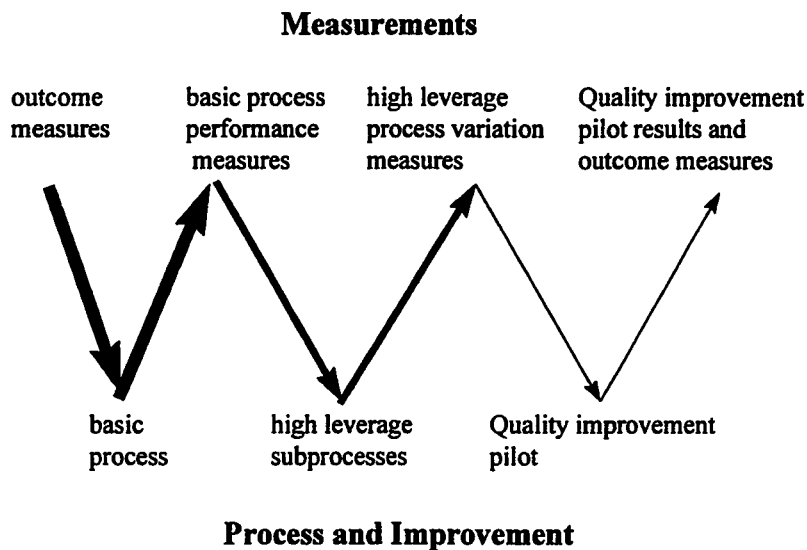 Measurements
outcome
measures
basic process
performance
measures
high leverage
process variation
measures
Quality improvement
pilot results and
outcome measures
basic
process
high leverage
subprocesses
Quality improvement
pilot
Process and Improvement